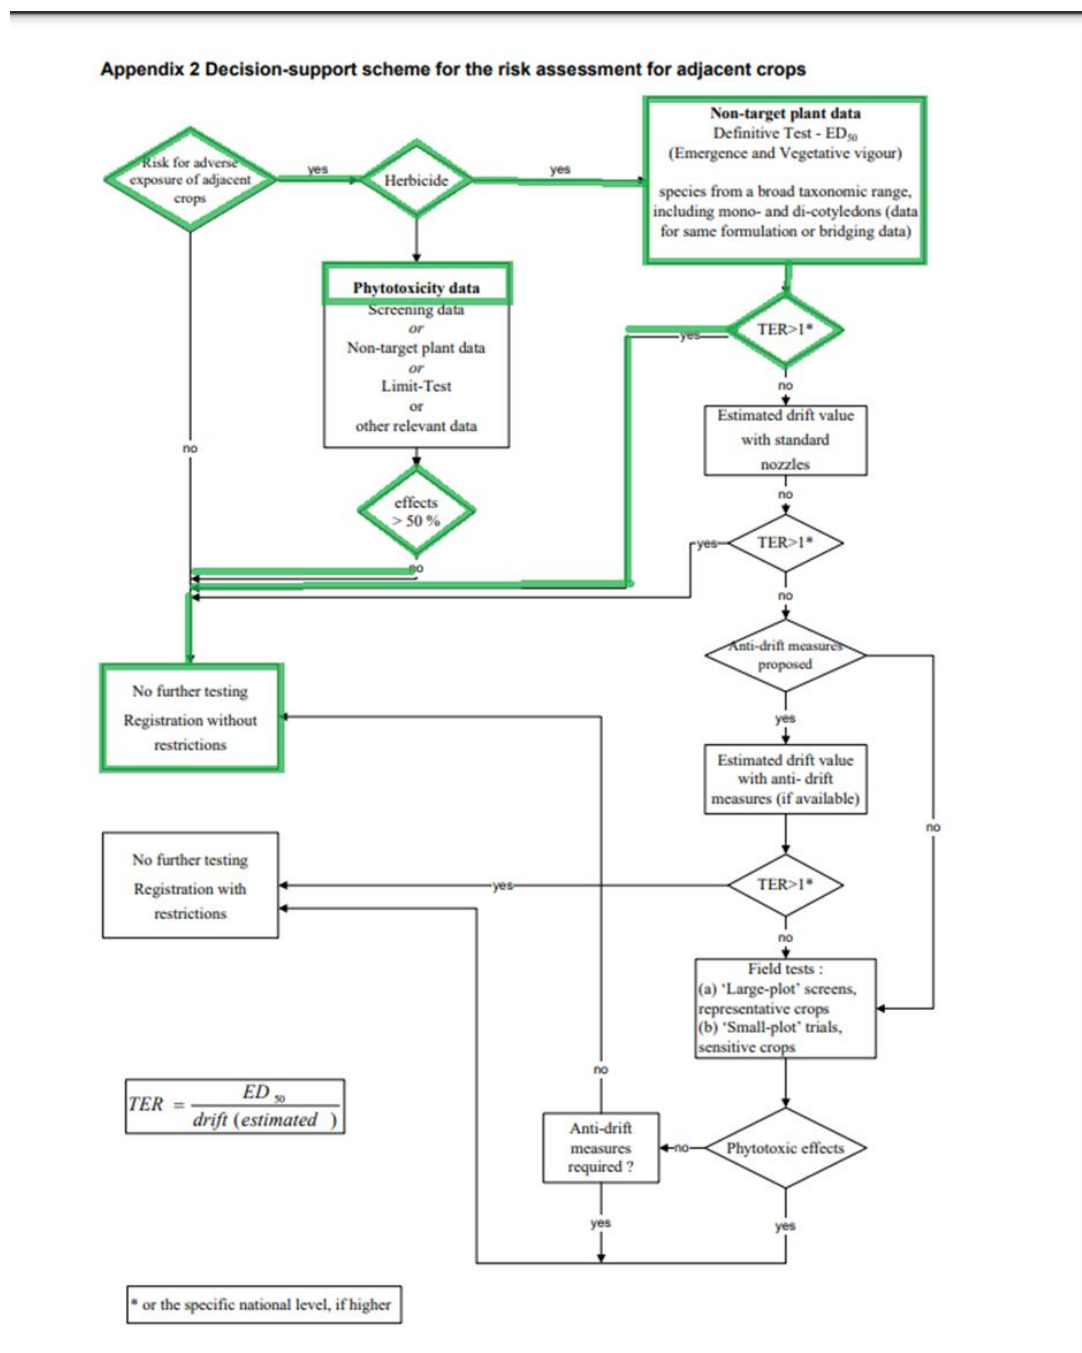 Appendix 2 Decision-support scheme for the risk assessment for adjacent crops
Risk for adverse
exposure of adjacent
crops
yes
Herbicide
yes
Non-target plant data
Definitive Test - ED50
(Emergence and Vegetative vigour)
species from a broad taxonomic range,
including mono- and di-cotyledons (data
for same formulation or bridging data)
Phytotoxicity data
Screening data
or
Non-target plant data
or
Limit-Test
or
other relevant data
effects
> 50 %
no
no
TER>1*
yes
no
Estimated drift value
with standard
nozzles
no
TER>1*
yes
no
Anti-drift measures
proposed
yes
no
Estimated drift value
with anti- drift
measures (if available)
TER>1*
yes
no
Field tests :
(a) ‘Large-plot’ screens,
representative crops
(b) ‘Small-plot’ trials,
sensitive crops
Phytotoxic effects
no
yes
Anti-drift
measures
required ?
no
yes
No further testing
Registration without
restrictions
No further testing
Registration with
restrictions
TER = ED 50
drift (estimated )
* or the specific national level, if higher